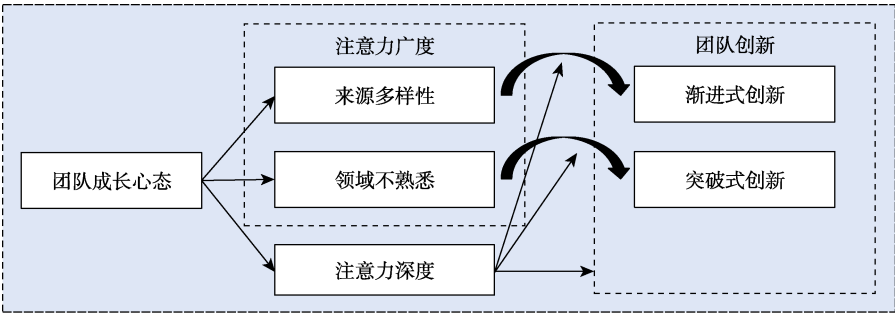 注意力广度
团队创新
来源多样性
渐进式创新
团队成长心态
领域不熟悉
突破式创新
注意力深度